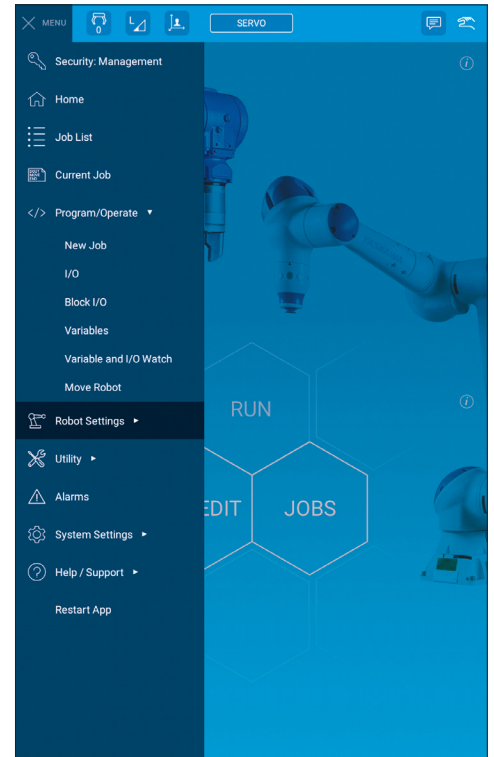 MENU
0
L
SERVO
Security: Management
Home
Job List
Current Job
</> Program/Operate
New Job
I/O
Block I/O
Variables
Variable and I/O Watch
Move Robot
Robot Settings
Utility
Alarms
System Settings
? Help / Support
Restart App
i
RUN
i
EDIT
JOBS